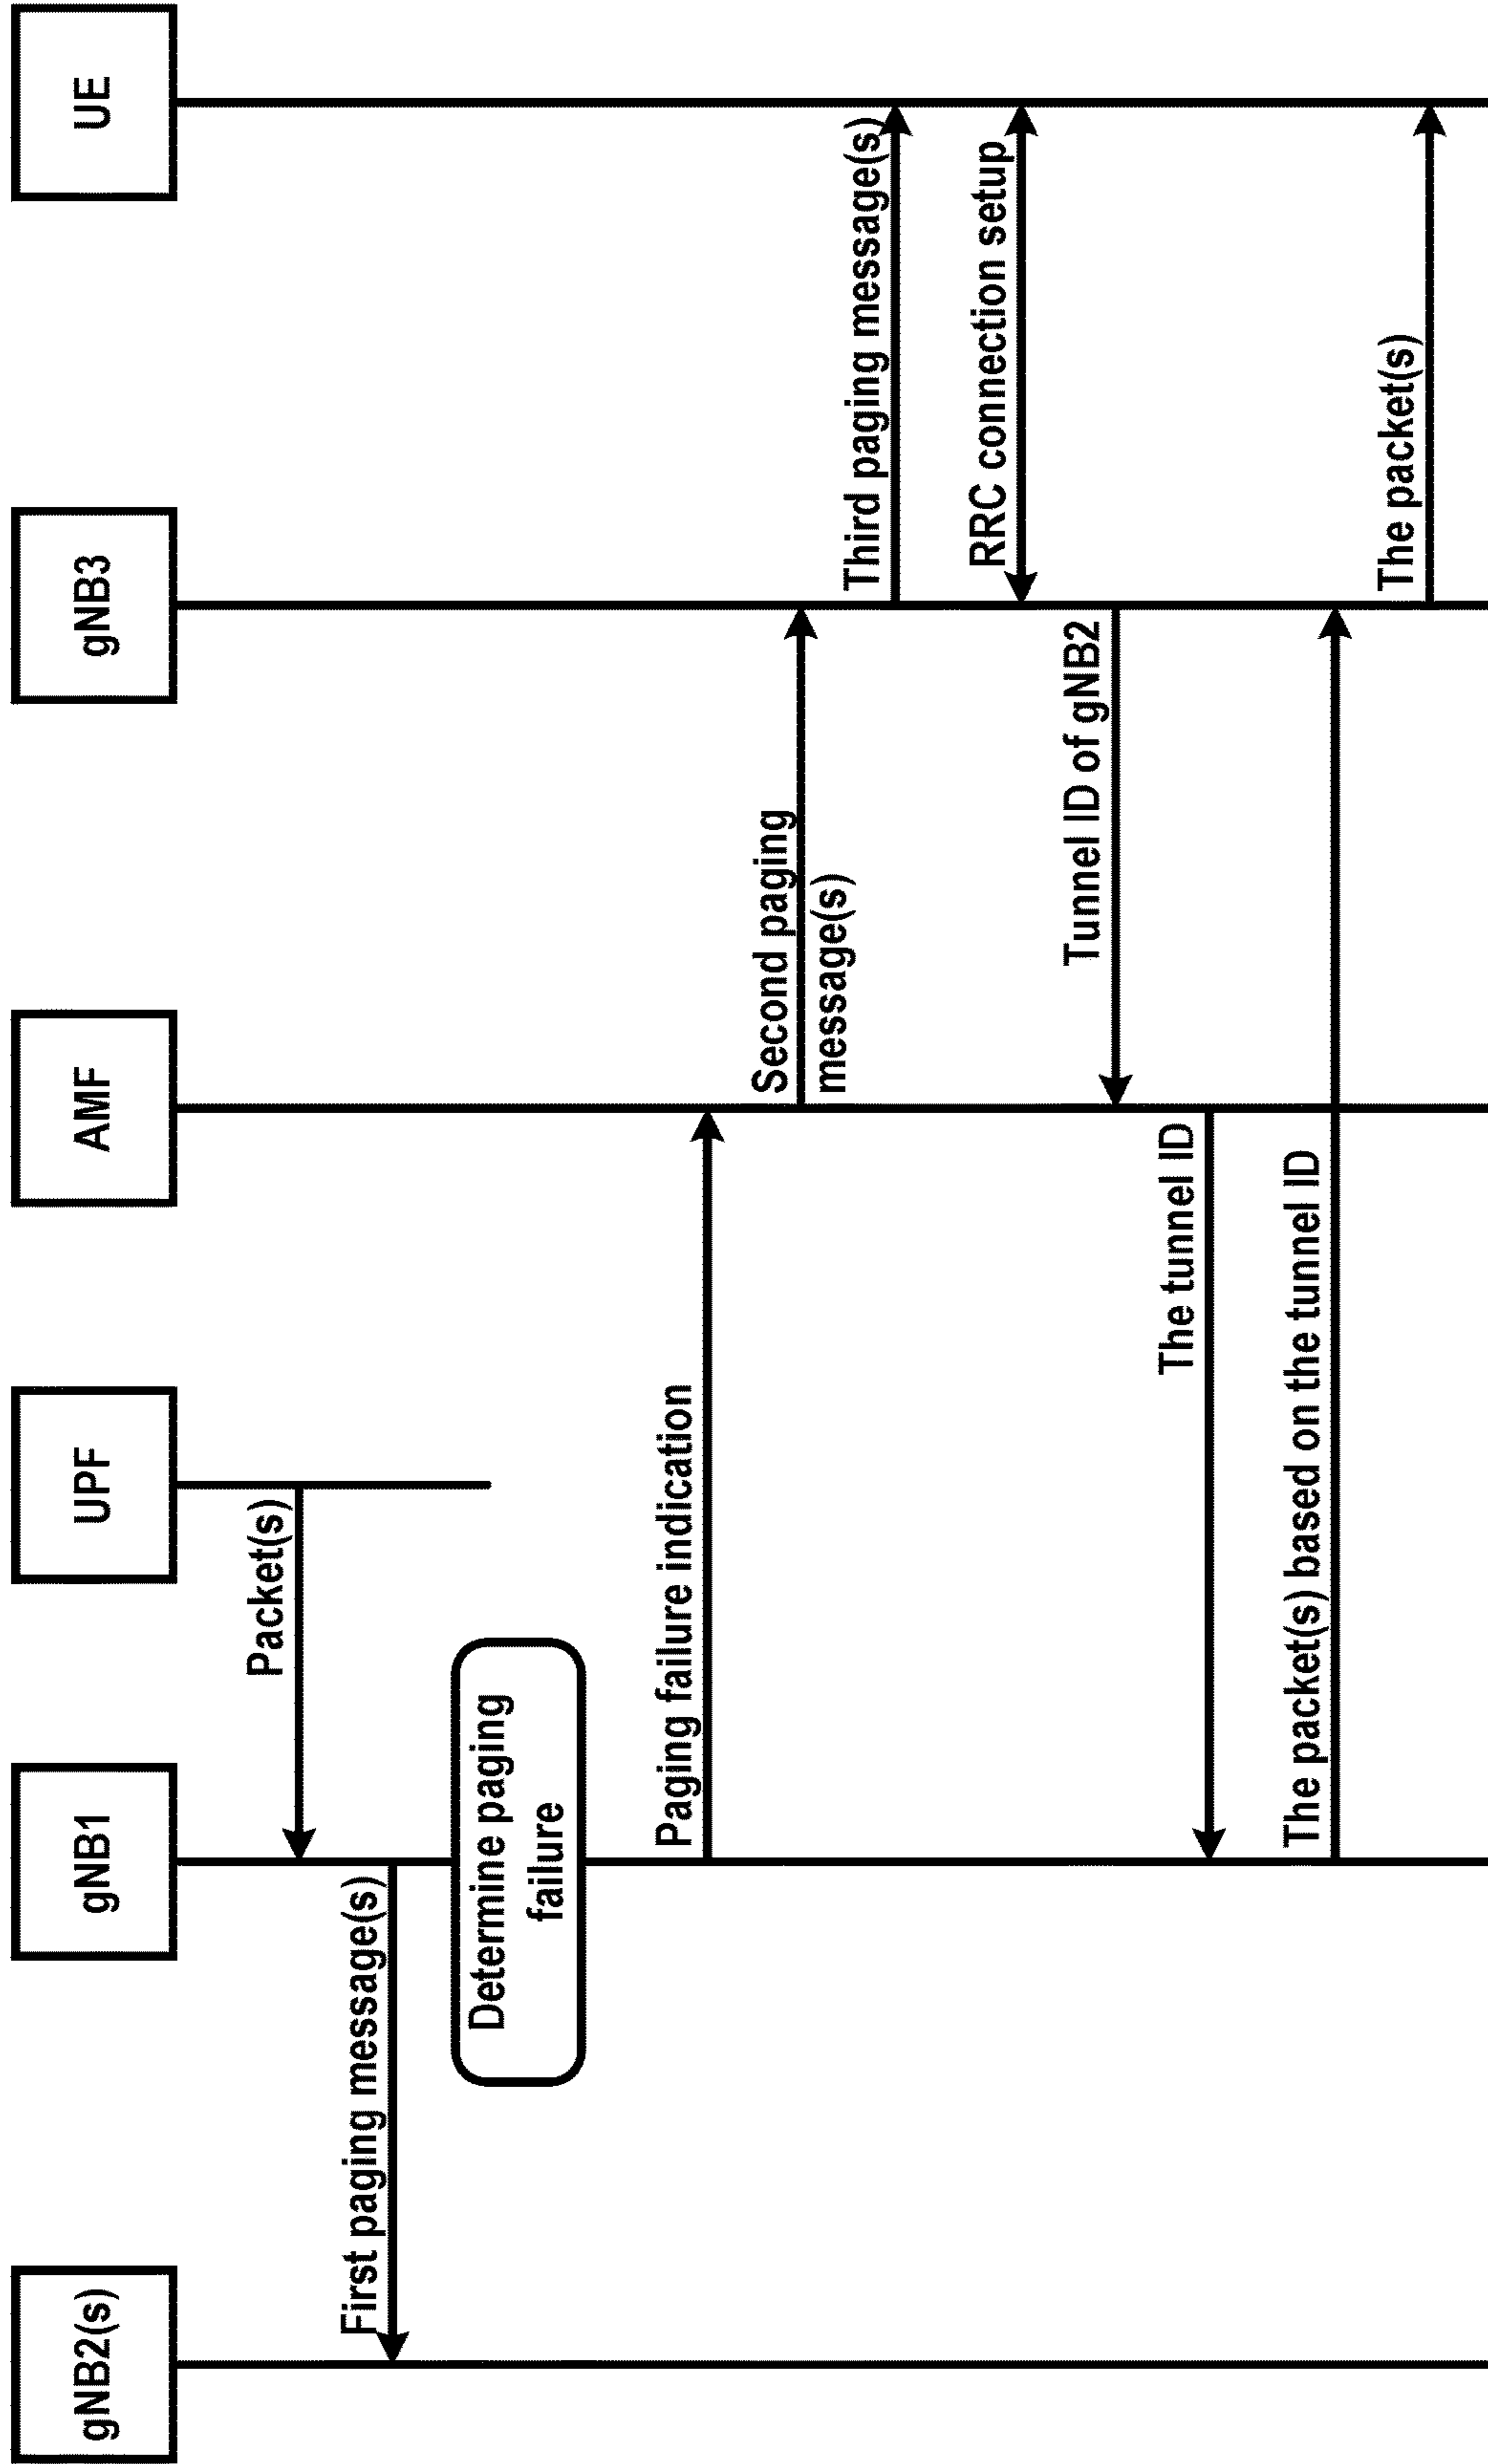 gNB2(s)
gNB1
UPF
AMF
gNB3
UE
Packet(s)
First paging message(s)
Determine paging
failure
Paging failure indication
Second paging
message(s)
Third paging message(s)
RRC connection setup
Tunnel ID of gNB2
The tunnel ID
The packet(s) based on the tunnel ID
The packet(s)